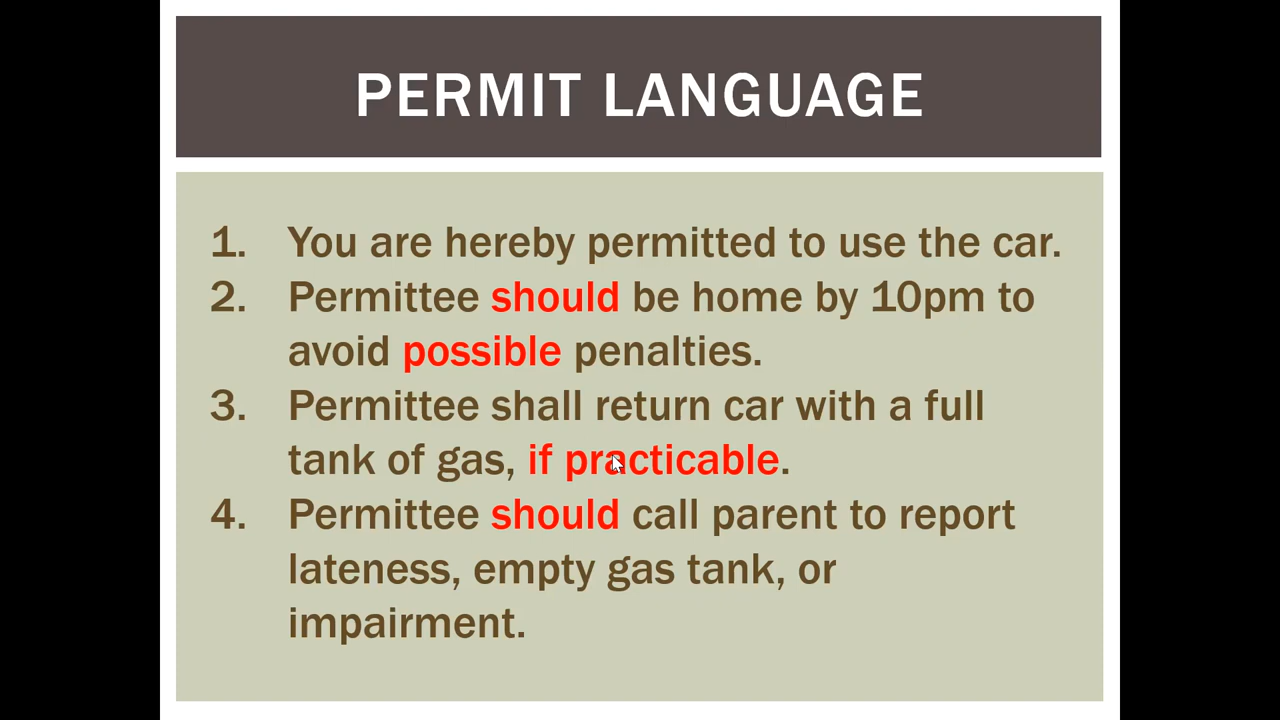 PERMIT LANGUAGE
1. You are hereby permitted to use the car.
2. Permittee should be home by 10pm to
avoid possible penalties.
3. Permittee shall return car with a full
tank of gas, if practicable.
4. Permittee should call parent to report
lateness, empty gas tank, or
impairment.